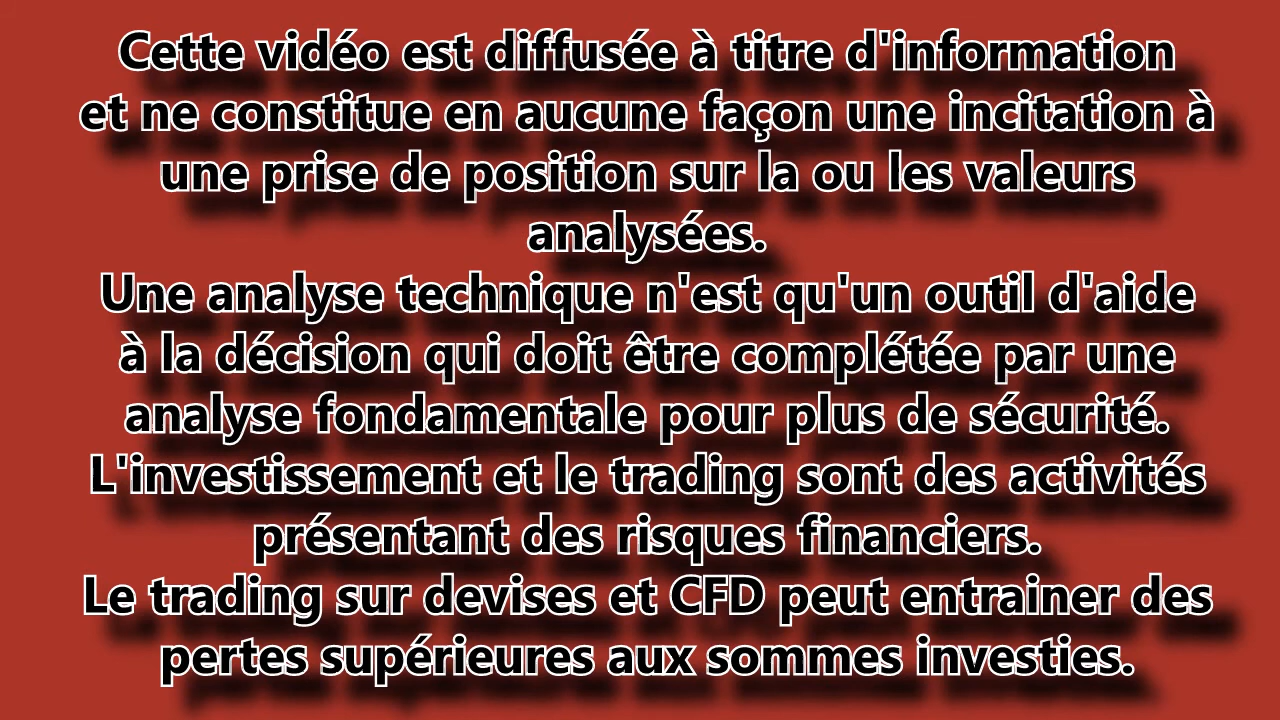 Cette vidéo est diffusée à titre d'information
et ne constitue en aucune façon une incitation à
une prise de position sur la ou les valeurs
analysées.
Une analyse technique n'est qu'un outil d'aide
à la décision qui doit être complétée par une
analyse fondamentale pour plus de sécurité.
L'investissement et le trading sont des activités
présentant des risques financiers.
Le trading sur devises et CFD peut entrainer des
pertes supérieures aux sommes investies.